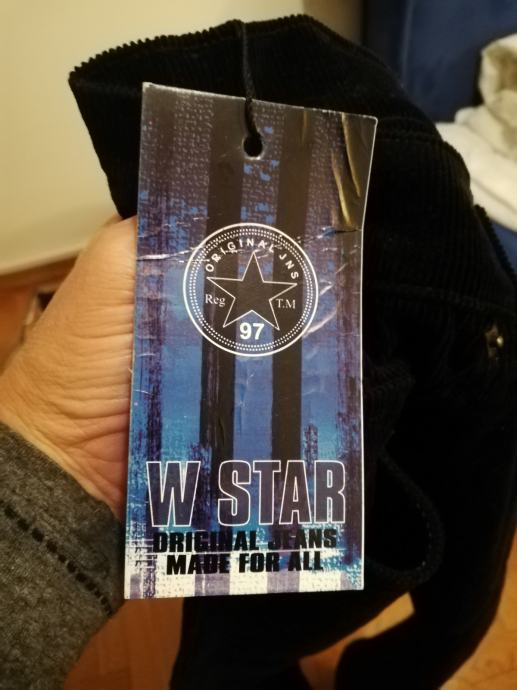 ORIGINAL JNS
Reg T.M
97
W STAR
ORIGINAL JEANS
MADE FOR ALL